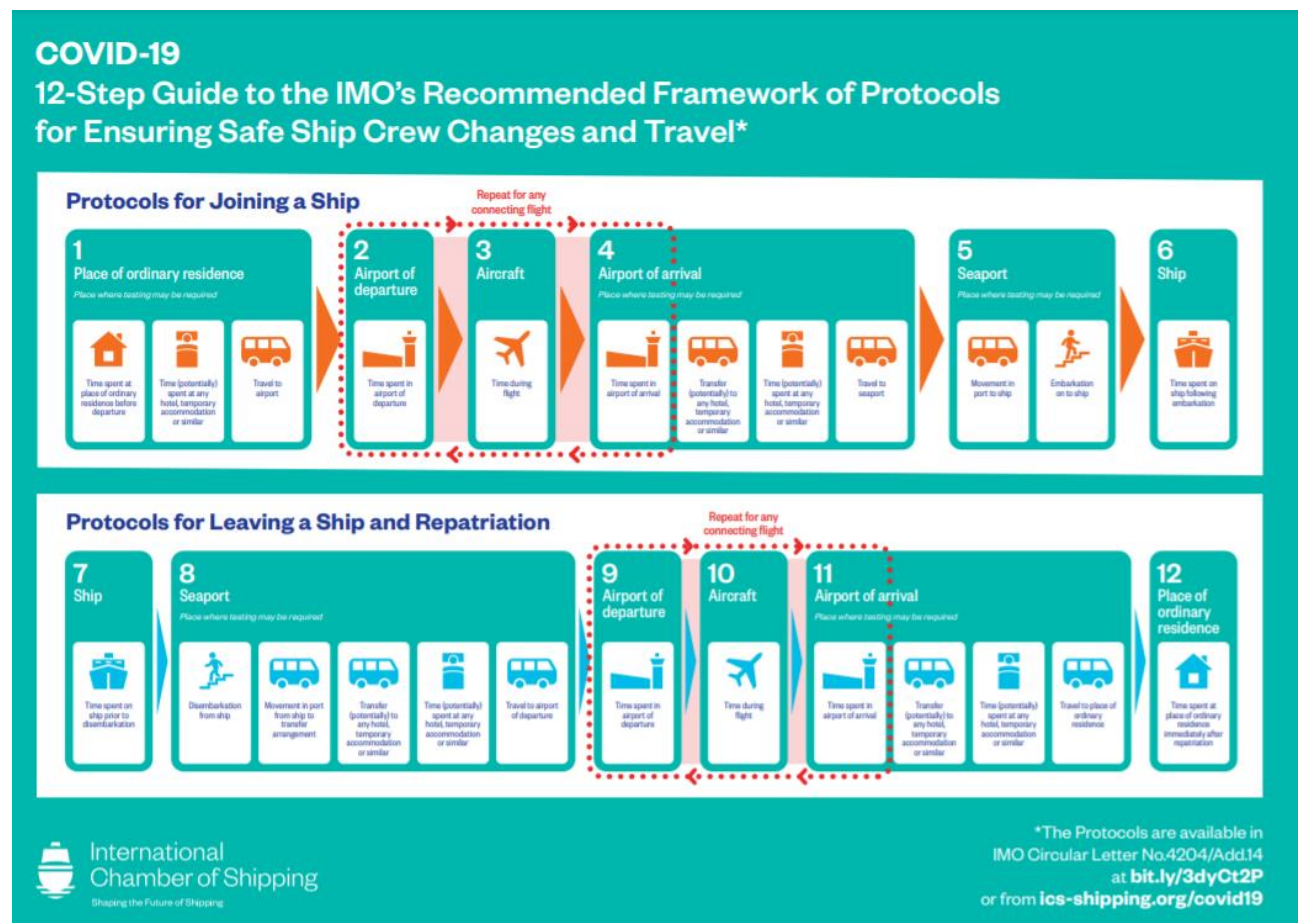 COVID-19
12-Step Guide to the IMO's Recommended Framework of Protocols
for Ensuring Safe Ship Crew Changes and Travel*
Protocols for Joining a Ship
Repeat for any
connecting flight
1
Place of ordinary residence
Place where testing may be required
Time spent at
place of ordinary
residence before
departure
Time (potentially)
spent at any
hotel, temporary
accommodation
or similar
Travel to
airport
2
Airport of
departure
Time spent in
airport of
departure
3
Aircraft
Time during
flight
4
Airport of arrival
Place where testing may be required
Time spent in
airport of arrival
Transfer
(potentially) to
any hotel,
temporary
accommodation
or similar
Time (potentially)
spent at any
hotel, temporary
accommodation
or similar
Travel to
seaport
5
Seaport
Place where testing may be required
Movement in
port to ship
Embarkation
on to ship
6
Ship
Time spent on
ship following
embarkation
Protocols for Leaving a Ship and Repatriation
Repeat for any
connecting flight
7
Ship
Time spent on
ship prior to
disembarkation
8
Seaport
Place where testing may be required
Disembarkation
from ship
Movement in port
from ship to
transfer
arrangement
Transfer
(potentially) to
any hotel,
temporary
accommodation
or similar
Time (potentially)
spent at any
hotel, temporary
accommodation
or similar
Travel to airport
of departure
9
Airport of
departure
Time spent in
airport of
departure
10
Aircraft
Time during
flight
11
Airport of arrival
Place where testing may be required
Time spent in
airport of arrival
Transfer
(potentially) to
any hotel,
temporary
accommodation
or similar
Time (potentially)
spent at any
hotel, temporary
accommodation
or similar
Travel to place of
ordinary
residence
12
Place of
ordinary
residence
Time spent at
place of ordinary
residence
immediately after
repatriation
International
Chamber of Shipping
Shaping the Future of Shipping
*The Protocols are available in
IMO Circular Letter No.4204/Add.14
at bit.ly/3dyCt2P
or from ics-shipping.org/covid19